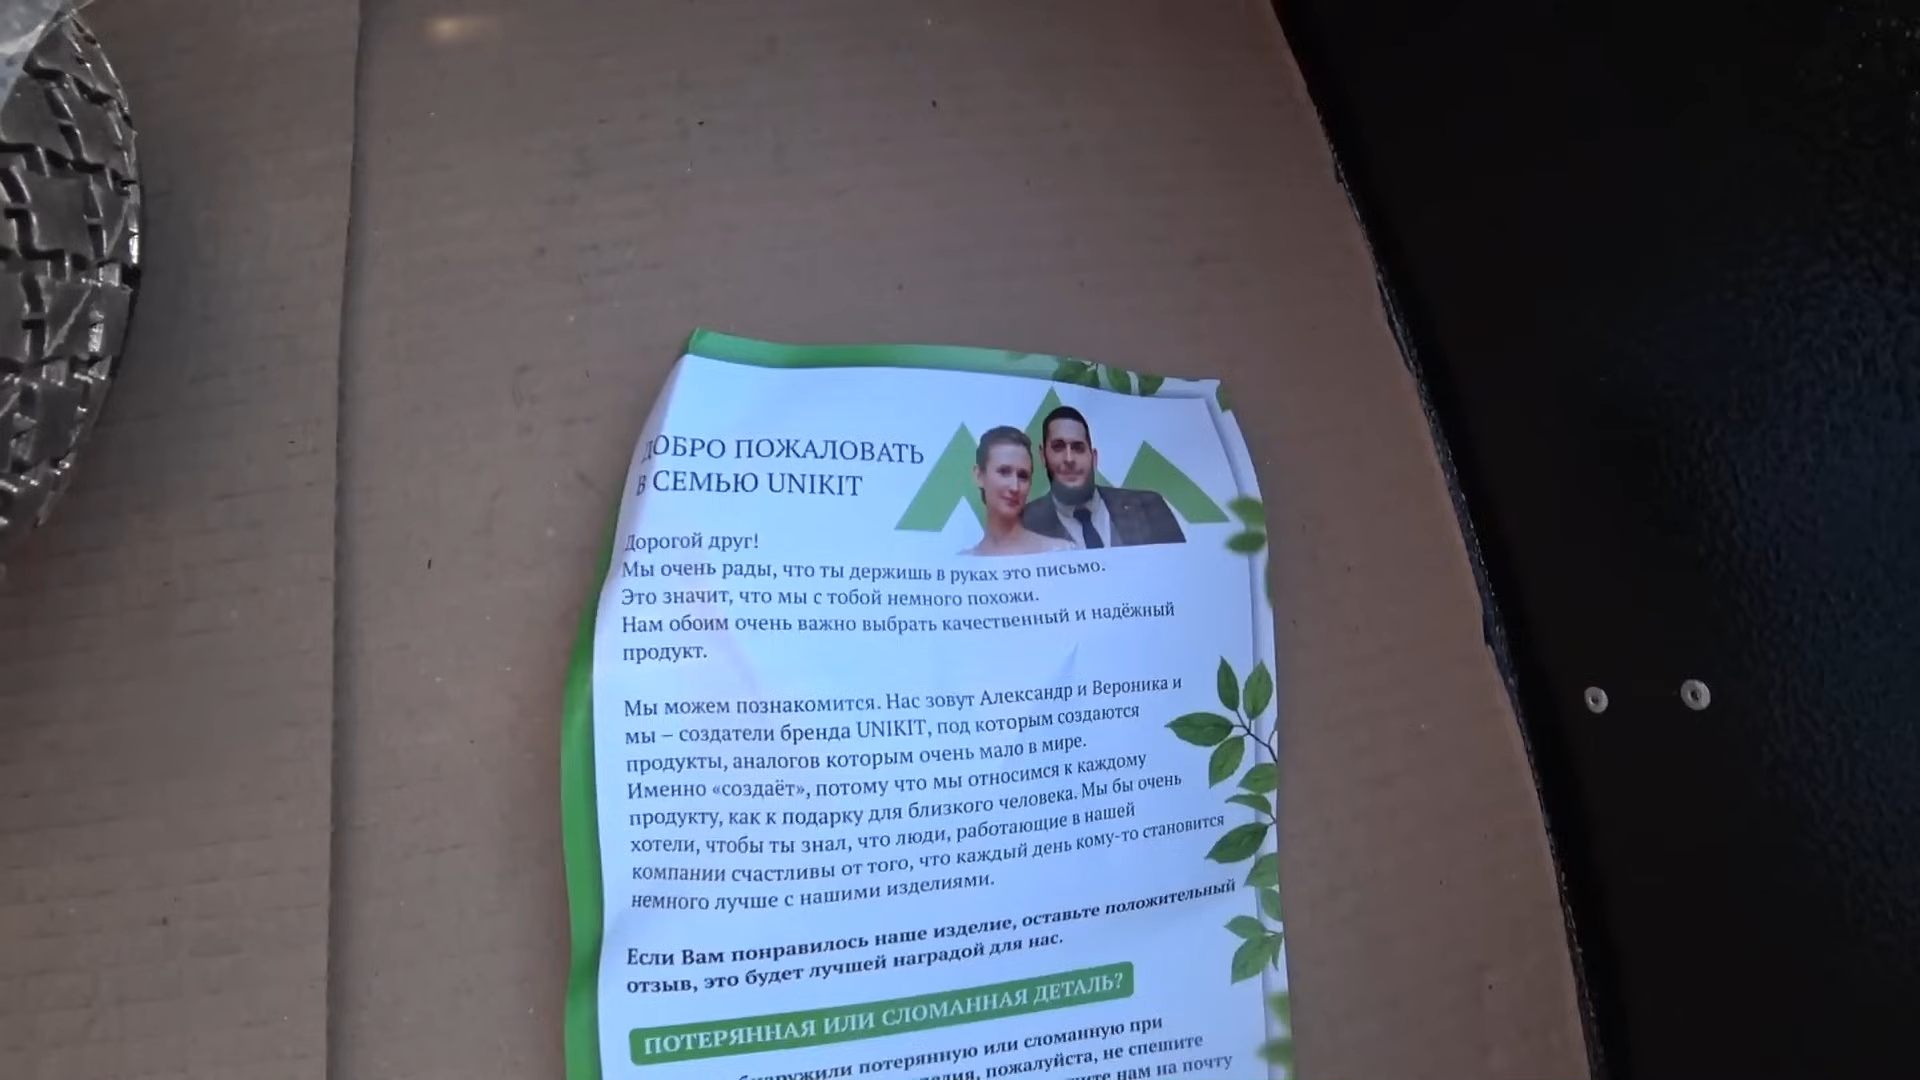 ДОБРО ПОЖАЛОВАТЬ
В СЕМЬЮ UNIKIT
Дорогой друг!
Мы очень рады, что ты держишь в руках это письмо.
Это значит, что мы с тобой немного похожи.
Нам обоим очень важно выбрать качественный и надёжный
продукт.
Мы можем познакомится. Нас зовут Александр и Вероника и
мы – создатели бренда UNIKIT, под которым создаются
продукты, аналогов которым очень мало в мире.
Именно «создаёт», потому что мы относимся к каждому
продукту, как к подарку для близкого человека. Мы бы очень
хотели, чтобы ты знал, что люди, работающие в нашей
компании счастливы от того, что каждый день кому-то становится
немного лучше с нашими изделиями.
Если Вам понравилось наше изделие, оставьте положительный
отзыв, это будет лучшей наградой для нас.
ПОТЕРЯННАЯ ИЛИ СЛОМАННАЯ ДЕТАЛЬ?
потерянную или сломанную при
пожалуйста, не спешите
нам на почту